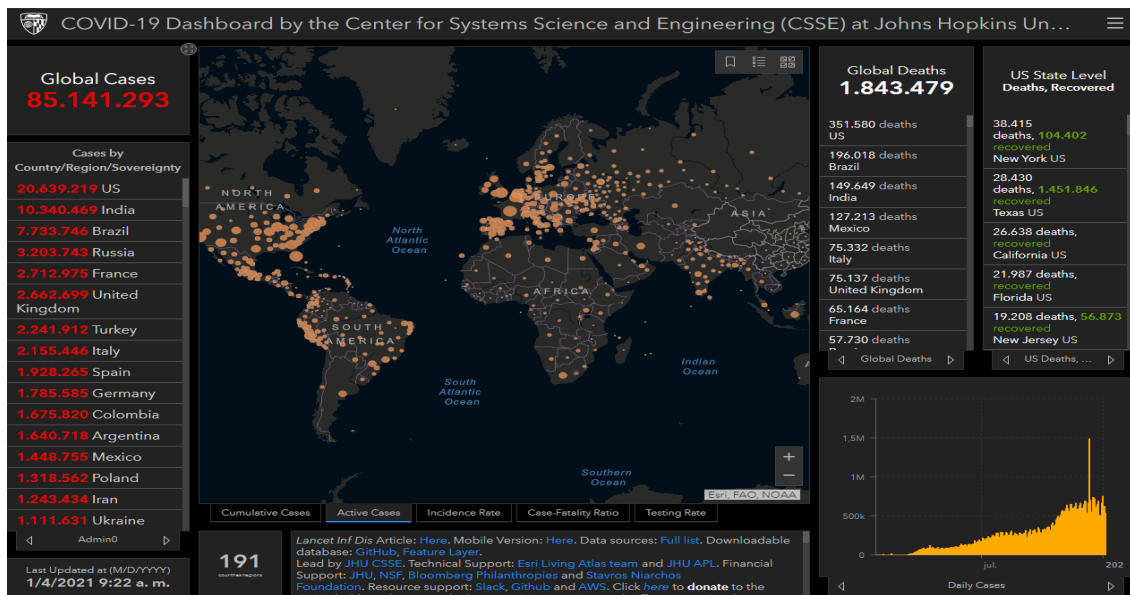 COVID-19 Dashboard by the Center for Systems Science and Engineering (CSSE) at Johns Hopkins Un...
Global Cases
85.141.293
Cases by
Country/Region/Sovereignty
20.639.219 US
10.340.469 India
7.733.746 Brazil
3.203.743 Russia
2.712.975 France
2.662.699 United
Kingdom
2.241.912 Turkey
2.155.446 Italy
1.928.265 Spain
1.785.585 Germany
1.675.820 Colombia
1.640.718 Argentina
1.448.755 Mexico
1.318.562 Poland
1.243.434 Iran
1.111.631 Ukraine
Admin0
Last Updated at (M/D/YYYY)
1/4/2021 9:22 a. m.
NORTH
AMERICA
North
Atlantic
Ocean
EUROPE
ASIA
AFRICA
SOUTH
AMERICA
Indian
Ocean
South
Atlantic
Ocean
Southern
Ocean
A
+
−
Esri, FAO, NOAA
Cumulative Cases
Active Cases
Incidence Rate
Case-Fatality Ratio
Testing Rate
191
countries/regions
Lancet Inf Dis Article: Here. Mobile Version: Here. Data sources: Full list. Downloadable
database: GitHub, Feature Layer.
Lead by JHU CSSE. Technical Support: Esri Living Atlas team and JHU APL. Financial
Support: JHU, NSF, Bloomberg Philanthropies and Stavros Niarchos
Foundation. Resource support: Slack, Github and AWS. Click here to donate to the
Global Deaths
1.843.479
351.580 deaths
US
196.018 deaths
Brazil
149.649 deaths
India
127.213 deaths
Mexico
75.332 deaths
Italy
75.137 deaths
United Kingdom
65.164 deaths
France
57.730 deaths
Global Deaths
US State Level
Deaths, Recovered
38.415
deaths, 104.402
recovered
New York US
28.430
deaths, 1.451.846
recovered
Texas US
26.638 deaths,
recovered
California US
21.987 deaths,
recovered
Florida US
19.208 deaths, 56.873
recovered
New Jersey US
US Deaths, ...
2M
1,5M
1M
500k
0
jul.
202
Daily Cases